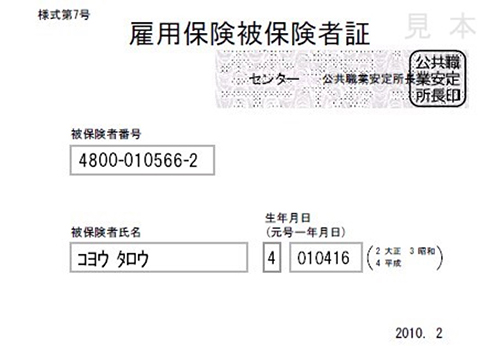 様式第7号
見 本
雇用保険被保険者証
センター 公共職業安定所長
公共職
業安定
所長印
被保険者番号
4800-010566-2
被保険者氏名
コヨウ タロウ
生年月日
(元号ー年月日)
4 010416
2 大正 3 昭和
4 平成
2010. 2